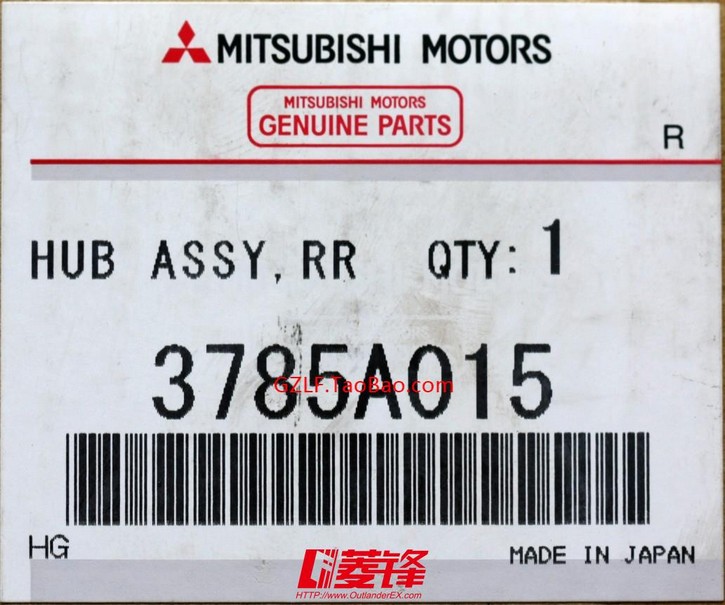 MITSUBISHI MOTORS
MITSUBISHI MOTORS
GENUINE PARTS
R
HUB ASSY, RR QTY: 1
3785A015
GZLF.TaoBao.com
HG
MADE IN JAPAN
菱锋
HTTP://www.OutlanderEX.com